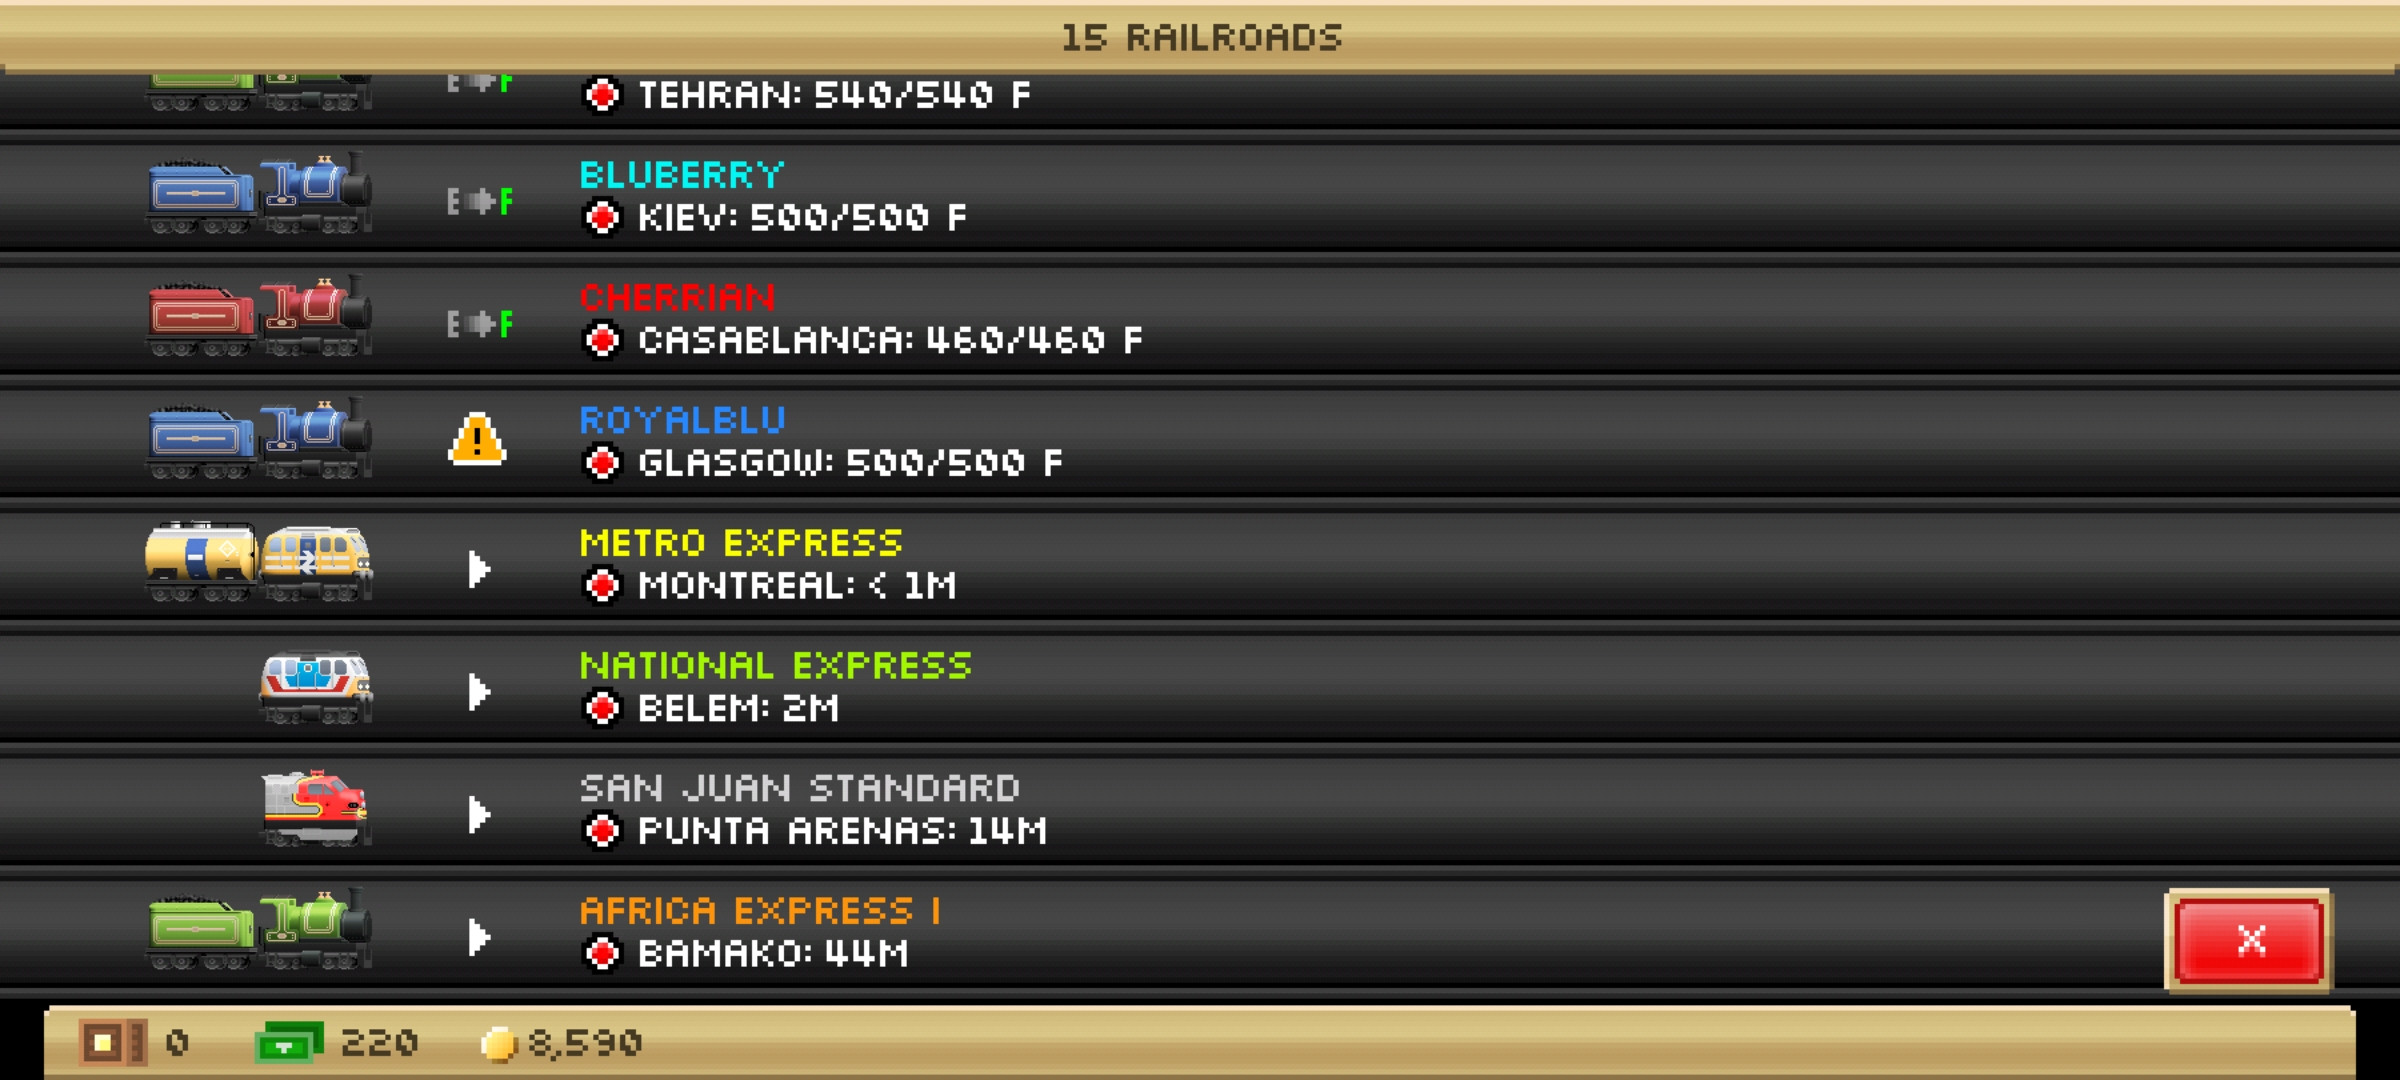 15 RAILROADS
E F
TEHRAN: 540/540 F
BLUBERRY
E F
KIEV: 500/500 F
CHERRIAN
E F
CASABLANCA: 460/460 F
ROYALBLU
!
GLASGOW: 500/500 F
METRO EXPRESS
MONTREAL: < 1M
NATIONAL EXPRESS
BELEM: 2M
SAN JUAN STANDARD
PUNTA ARENAS: 14M
AFRICA EXPRESS I
BAMAKO: 44M
X
0 220 8,590